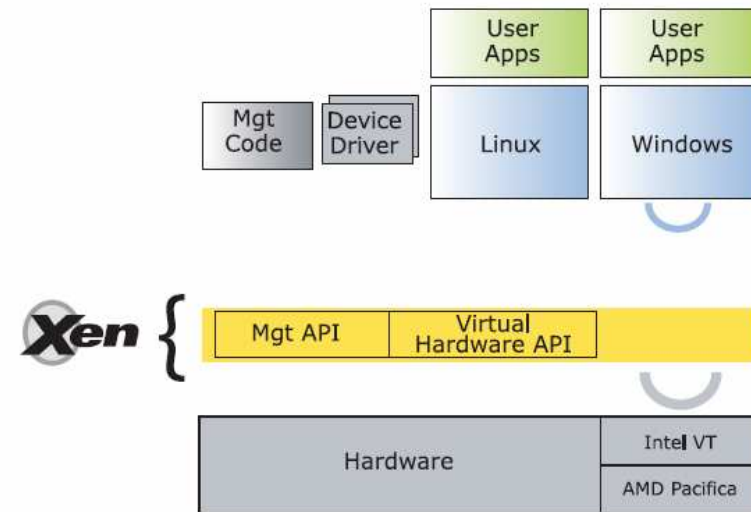 User
Apps
User
Apps
Mgt
Code
Device
Driver
Linux
Windows
Xen {
Mgt API
Virtual
Hardware API
Hardware
Intel VT
AMD Pacifica